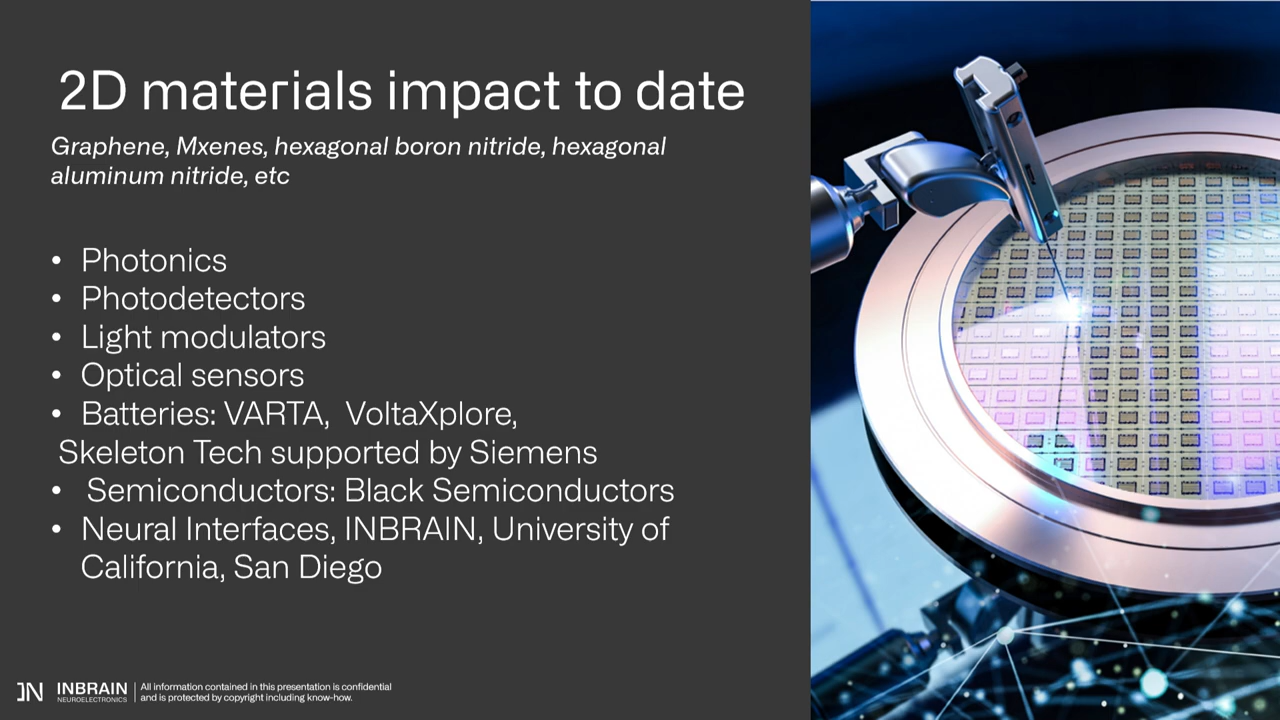 2D materials impact to date
Graphene, Mxenes, hexagonal boron nitride, hexagonal
aluminum nitride, etc
• Photonics
• Photodetectors
• Light modulators
• Optical sensors
• Batteries: VARTA, VoltaXplore,
Skeleton Tech supported by Siemens
• Semiconductors: Black Semiconductors
• Neural Interfaces, INBRAIN, University of
California, San Diego
IN
INBRAIN
NEUROELECTRONICS
All information contained in this presentation is confidential
and is protected by copyright including know-how.